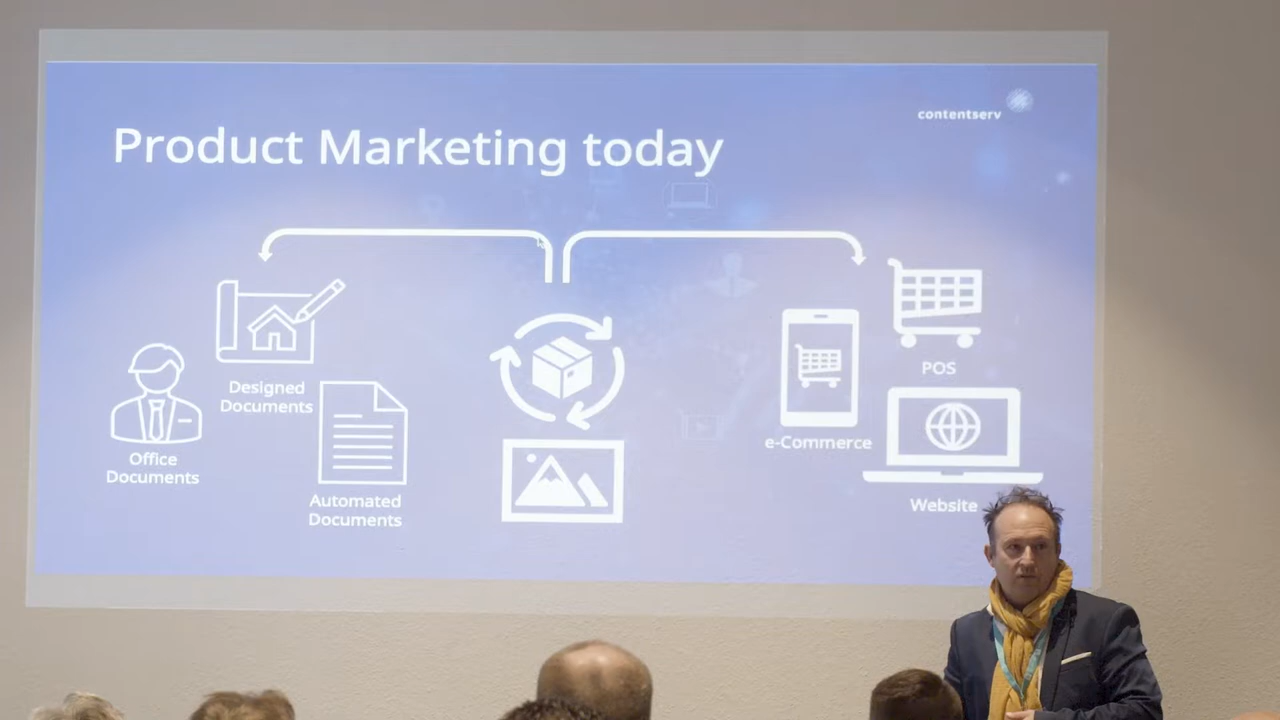 contentserv
Product Marketing today
Designed
Documents
Office
Documents
Automated
Documents
POS
e-Commerce
Website